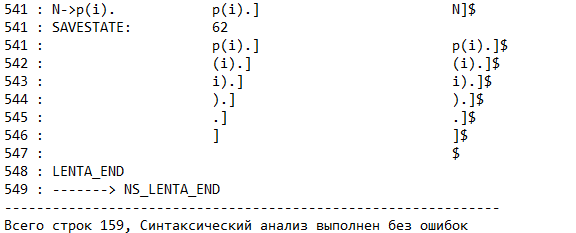 541 : N->p(i). p(i).] N]$
541 : SAVESTATE: 62
541 : p(i).] p(i).]$
542 : (i).] (i).]$
543 : i).] i).]$
544 : ).] ).]$
545 : .] .]$
546 : ] ]$
547 : $
548 : LENTA_END
549 : -------> NS_LENTA_END
--------------------------------------------------------------
Всего строк 159, Синтаксический анализ выполнен без ошибок